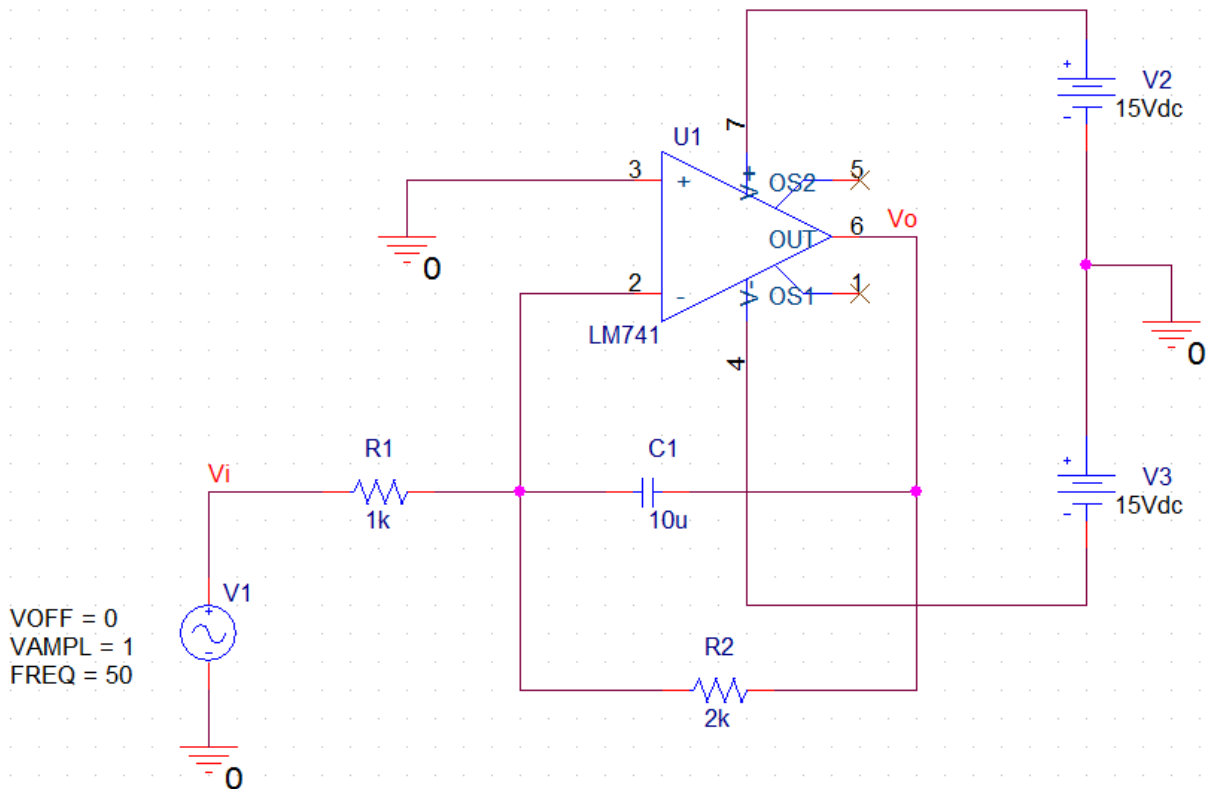 V2
15Vdc
7
U1
3
+
V+
OS2
5
0
OUT
6
Vo
2
-
V-
OS1
1
LM741
4
0
R1
C1
Vi
1k
10u
V3
15Vdc
V1
VOFF = 0
VAMPL = 1
FREQ = 50
R2
2k
0